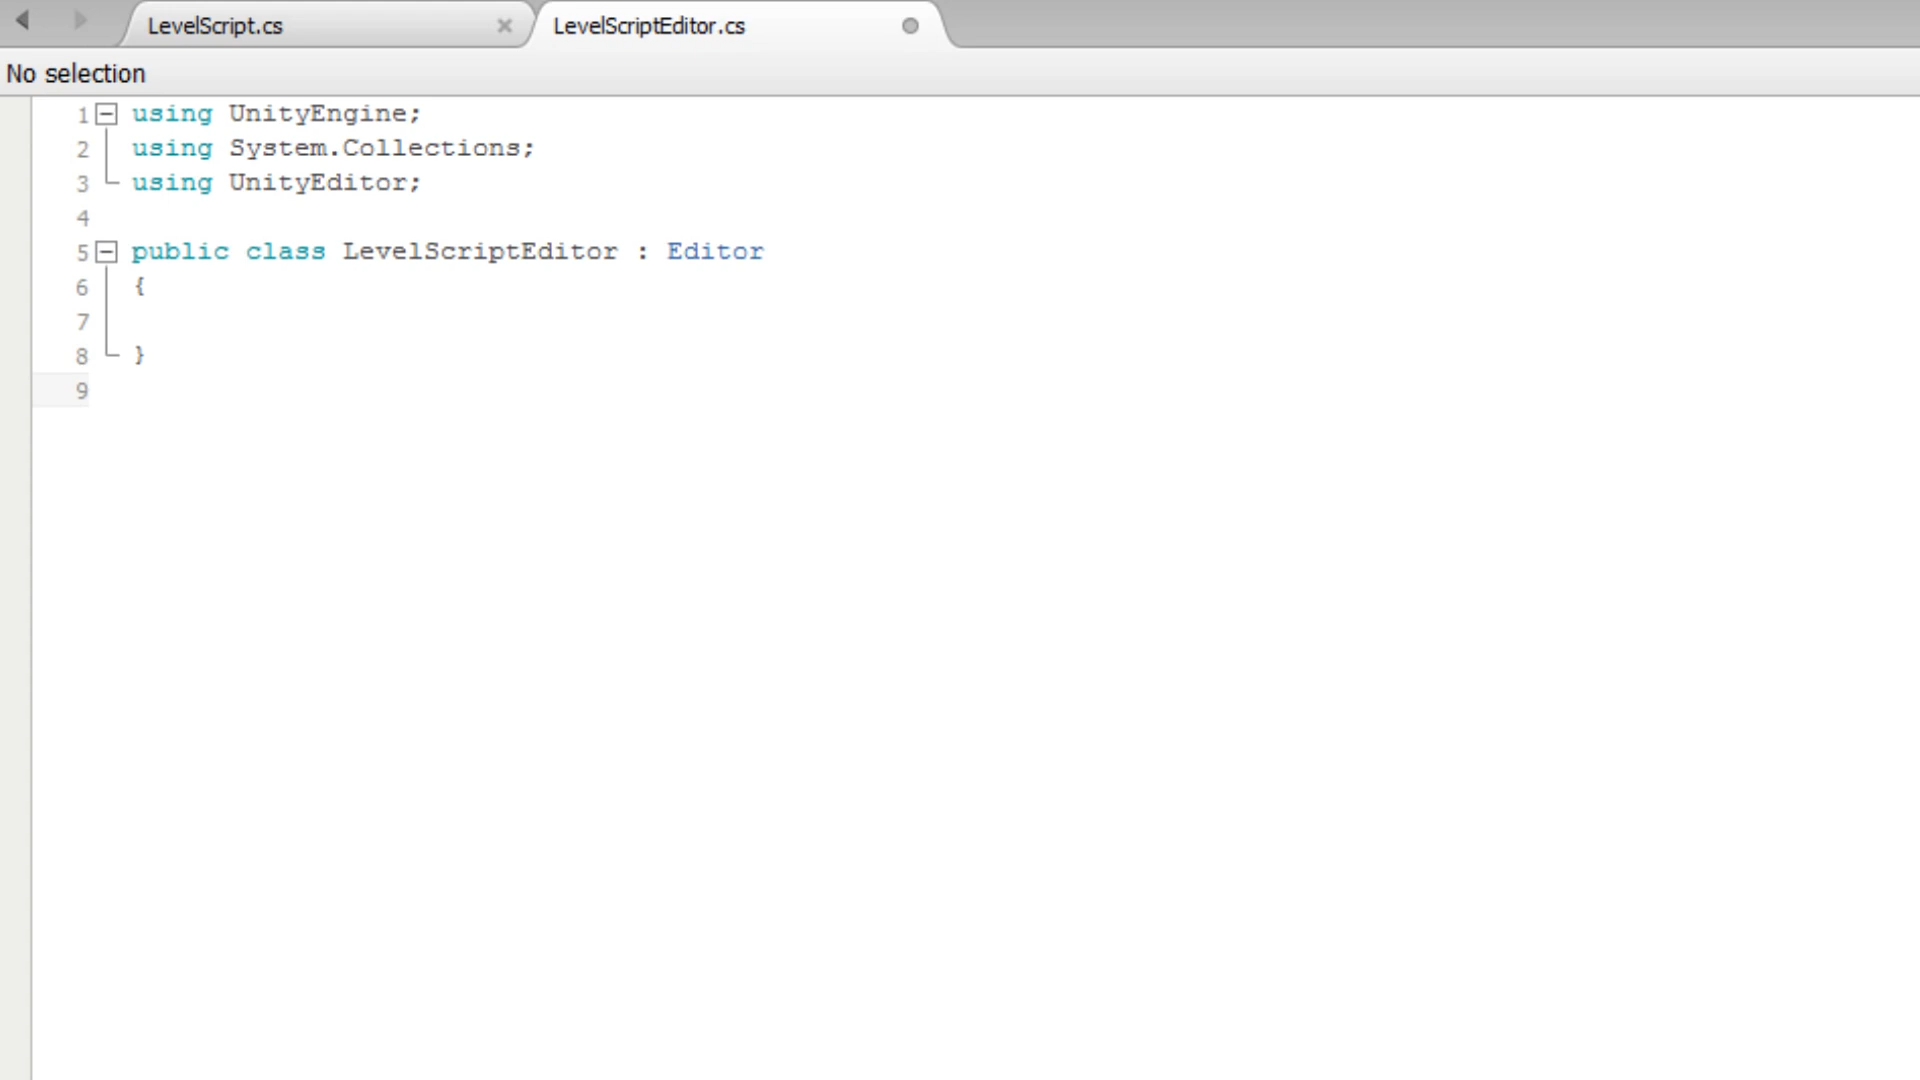 LevelScript.cs LevelScriptEditor.cs
No selection
1 using UnityEngine;
2 using System.Collections;
3 using UnityEditor;
4
5 public class LevelScriptEditor : Editor
6 {
7
8 }
9